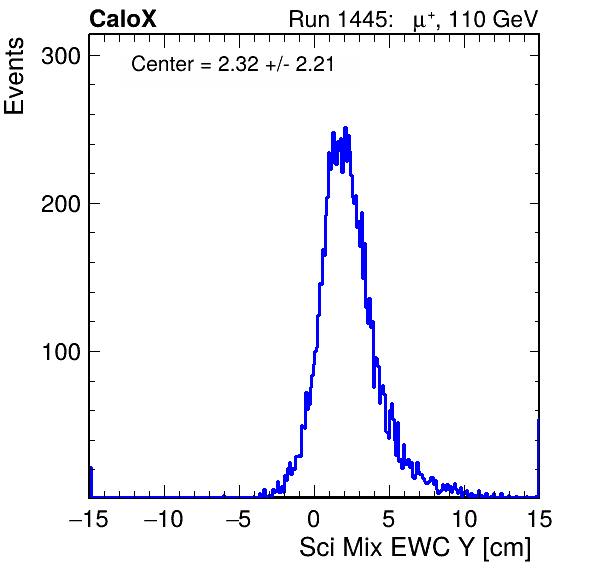 CaloX Run 1445: μ⁺, 110 GeV
Center = 2.32 +/- 2.21
Events
300
200
100
−15 −10 −5 0 5 10 15
Sci Mix EWC Y [cm]